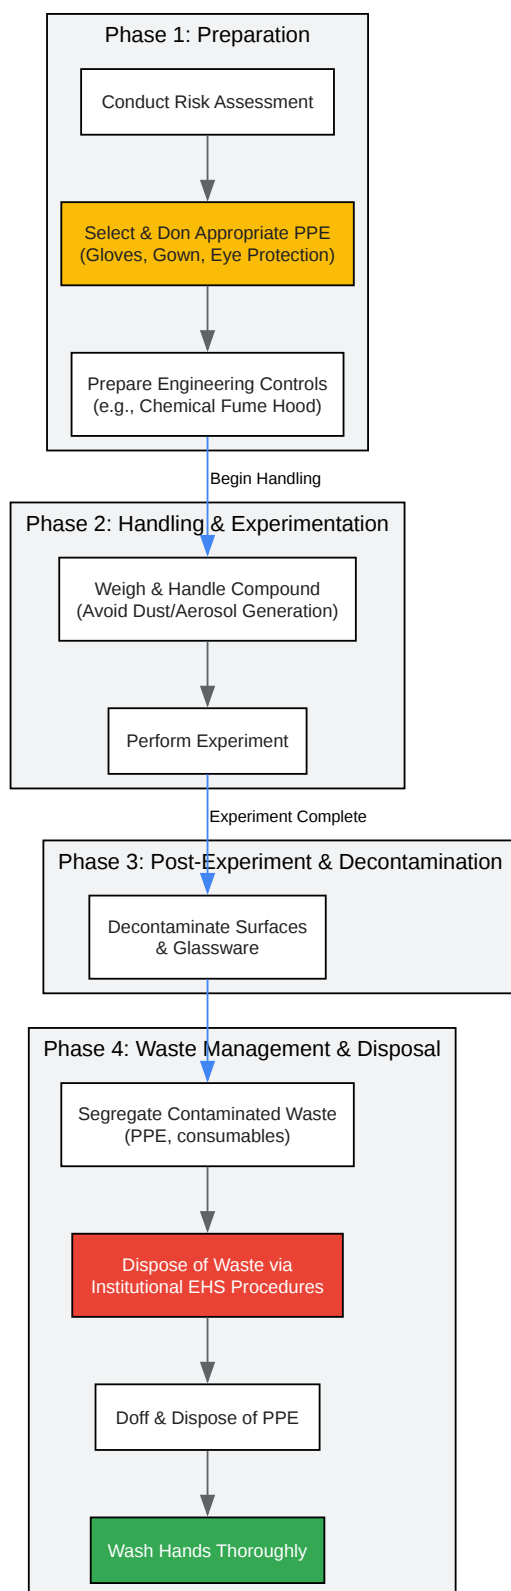 Phase 1: Preparation
Conduct Risk Assessment
Select & Don Appropriate PPE
(Gloves, Gown, Eye Protection)
Prepare Engineering Controls
(e.g., Chemical Fume Hood)
Begin Handling
Phase 2: Handling & Experimentation
Weigh & Handle Compound
(Avoid Dust/Aerosol Generation)
Perform Experiment
Experiment Complete
Phase 3: Post-Experiment & Decontamination
Decontaminate Surfaces
& Glassware
Phase 4: Waste Management & Disposal
Segregate Contaminated Waste
(PPE, consumables)
Dispose of Waste via
Institutional EHS Procedures
Doff & Dispose of PPE
Wash Hands Thoroughly